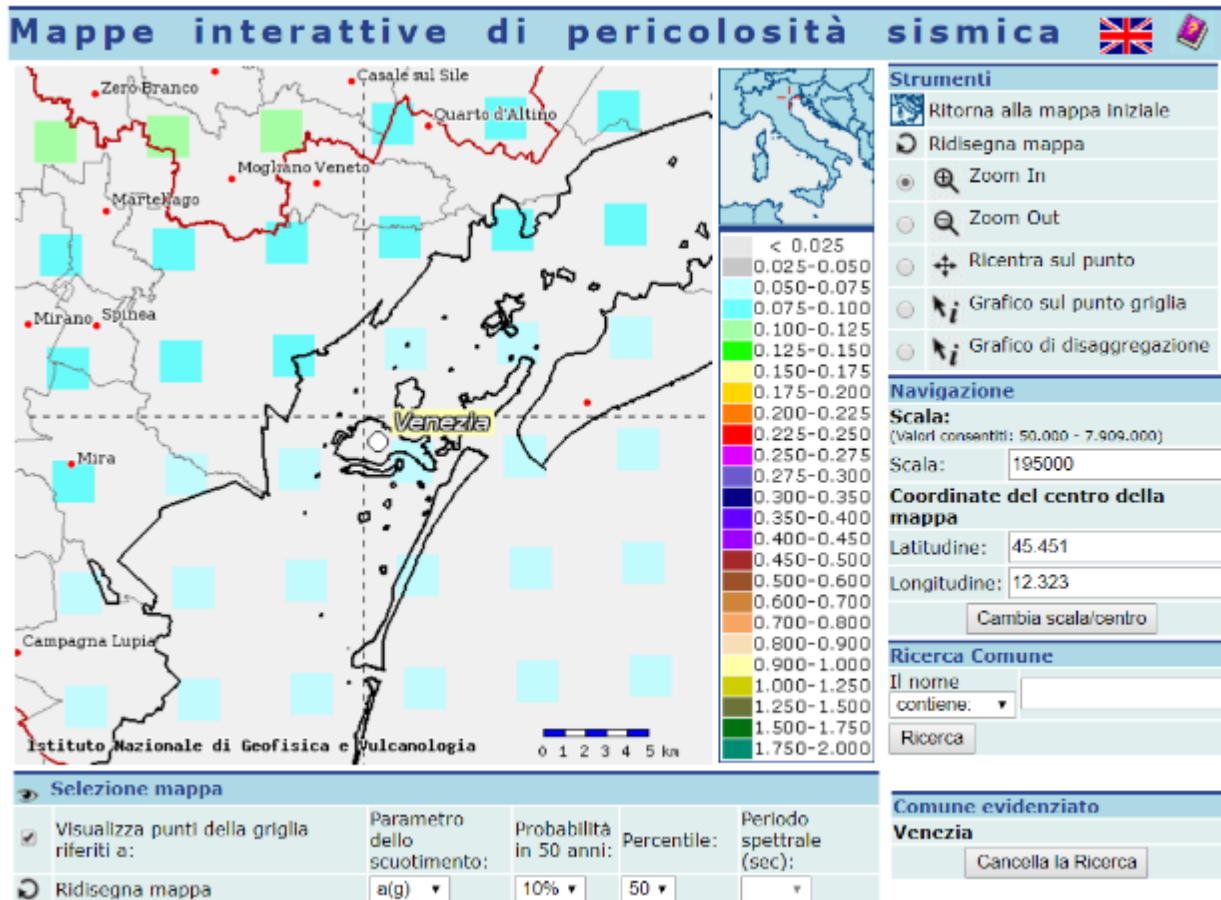 Mappe interattive di pericolosità sismica
Zero Branco
Casale sul Sile
Quarto d'Altino
Mogliano Veneto
Martellago
Mirano
Spinea
Venezia
Mira
Campagna Lupia
Istituto Nazionale di Geofisica e Vulcanologia
0 1 2 3 4 5 km
< 0.025
0.025-0.050
0.050-0.075
0.075-0.100
0.100-0.125
0.125-0.150
0.150-0.175
0.175-0.200
0.200-0.225
0.225-0.250
0.250-0.275
0.275-0.300
0.300-0.350
0.350-0.400
0.400-0.450
0.450-0.500
0.500-0.600
0.600-0.700
0.700-0.800
0.800-0.900
0.900-1.000
1.000-1.250
1.250-1.500
1.500-1.750
1.750-2.000
Strumenti
Ritorna alla mappa iniziale
Ridisegna mappa
Zoom In
Zoom Out
Ricentra sul punto
Grafico sul punto griglia
Grafico di disaggregazione
Navigazione
Scala:
(Valori consentiti: 50.000 - 7.909.000)
Scala: 195000
Coordinate del centro della
mappa
Latitudine: 45.451
Longitudine: 12.323
Cambia scala/centro
Ricerca Comune
Il nome
contiene:
Ricerca
Comune evidenziato
Venezia
Cancella la Ricerca
Selezione mappa
Visualizza punti della griglia
riferiti a:
Parametro
dello
scuotimento:
Probabilità
in 50 anni:
Percentile:
Periodo
spettrale
(sec):
Ridisegna mappa
a(g)
10%
50